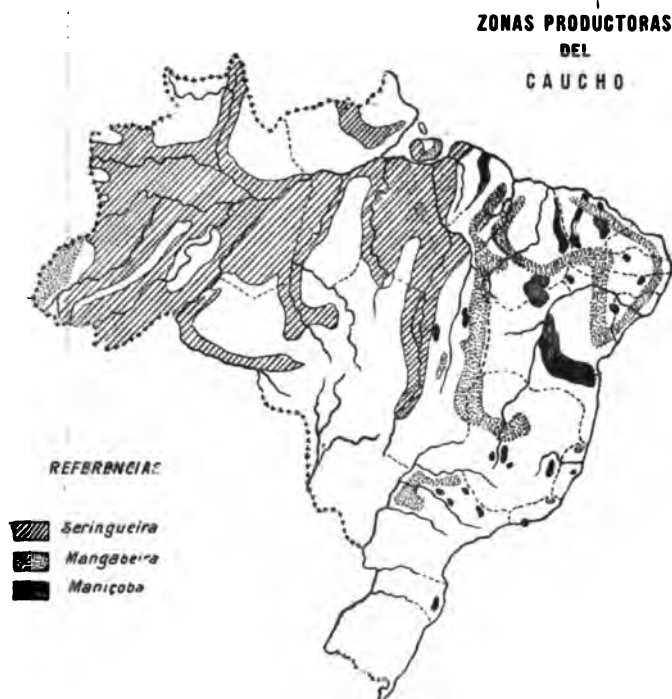 ZONAS PRODUCTORAS
DEL
CAUCHO
REFERENCIAS
Seringueira
Mangabeira
Maniçoba